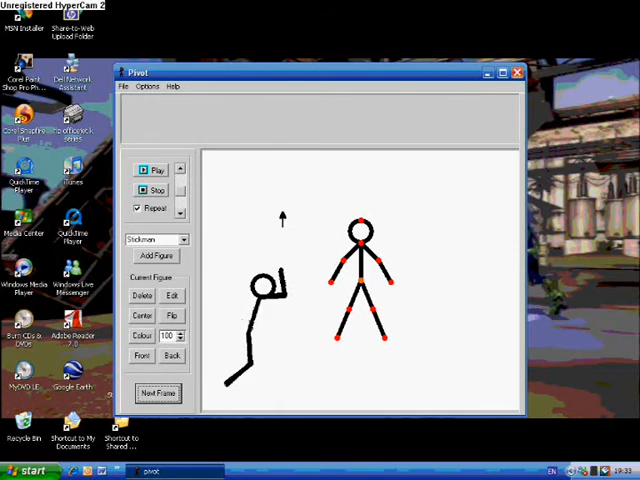 Unregistered HyperCam 2
MSN Installer
Share-to-Web Upload Folder
Corel Paint Shop Pro Ph...
Dell Network Assistant
Corel Snapfire Plus
hp officejet k series
QuickTime Player
iTunes
Media Center
QuickTime Player
Windows Media Player
Windows Live Messenger
Burn CDs & DVDs
Adobe Reader 7.0
MyDVD LE
Google Earth
Recycle Bin
Shortcut to My Documents
Shortcut to Shared ...
Pivot
File Options Help
Play
Stop
Repeat
Stickman
Add Figure
Current Figure
Delete Edit
Center Flip
Colour 100
Front Back
Next Frame
start
pivot
EN
19:33